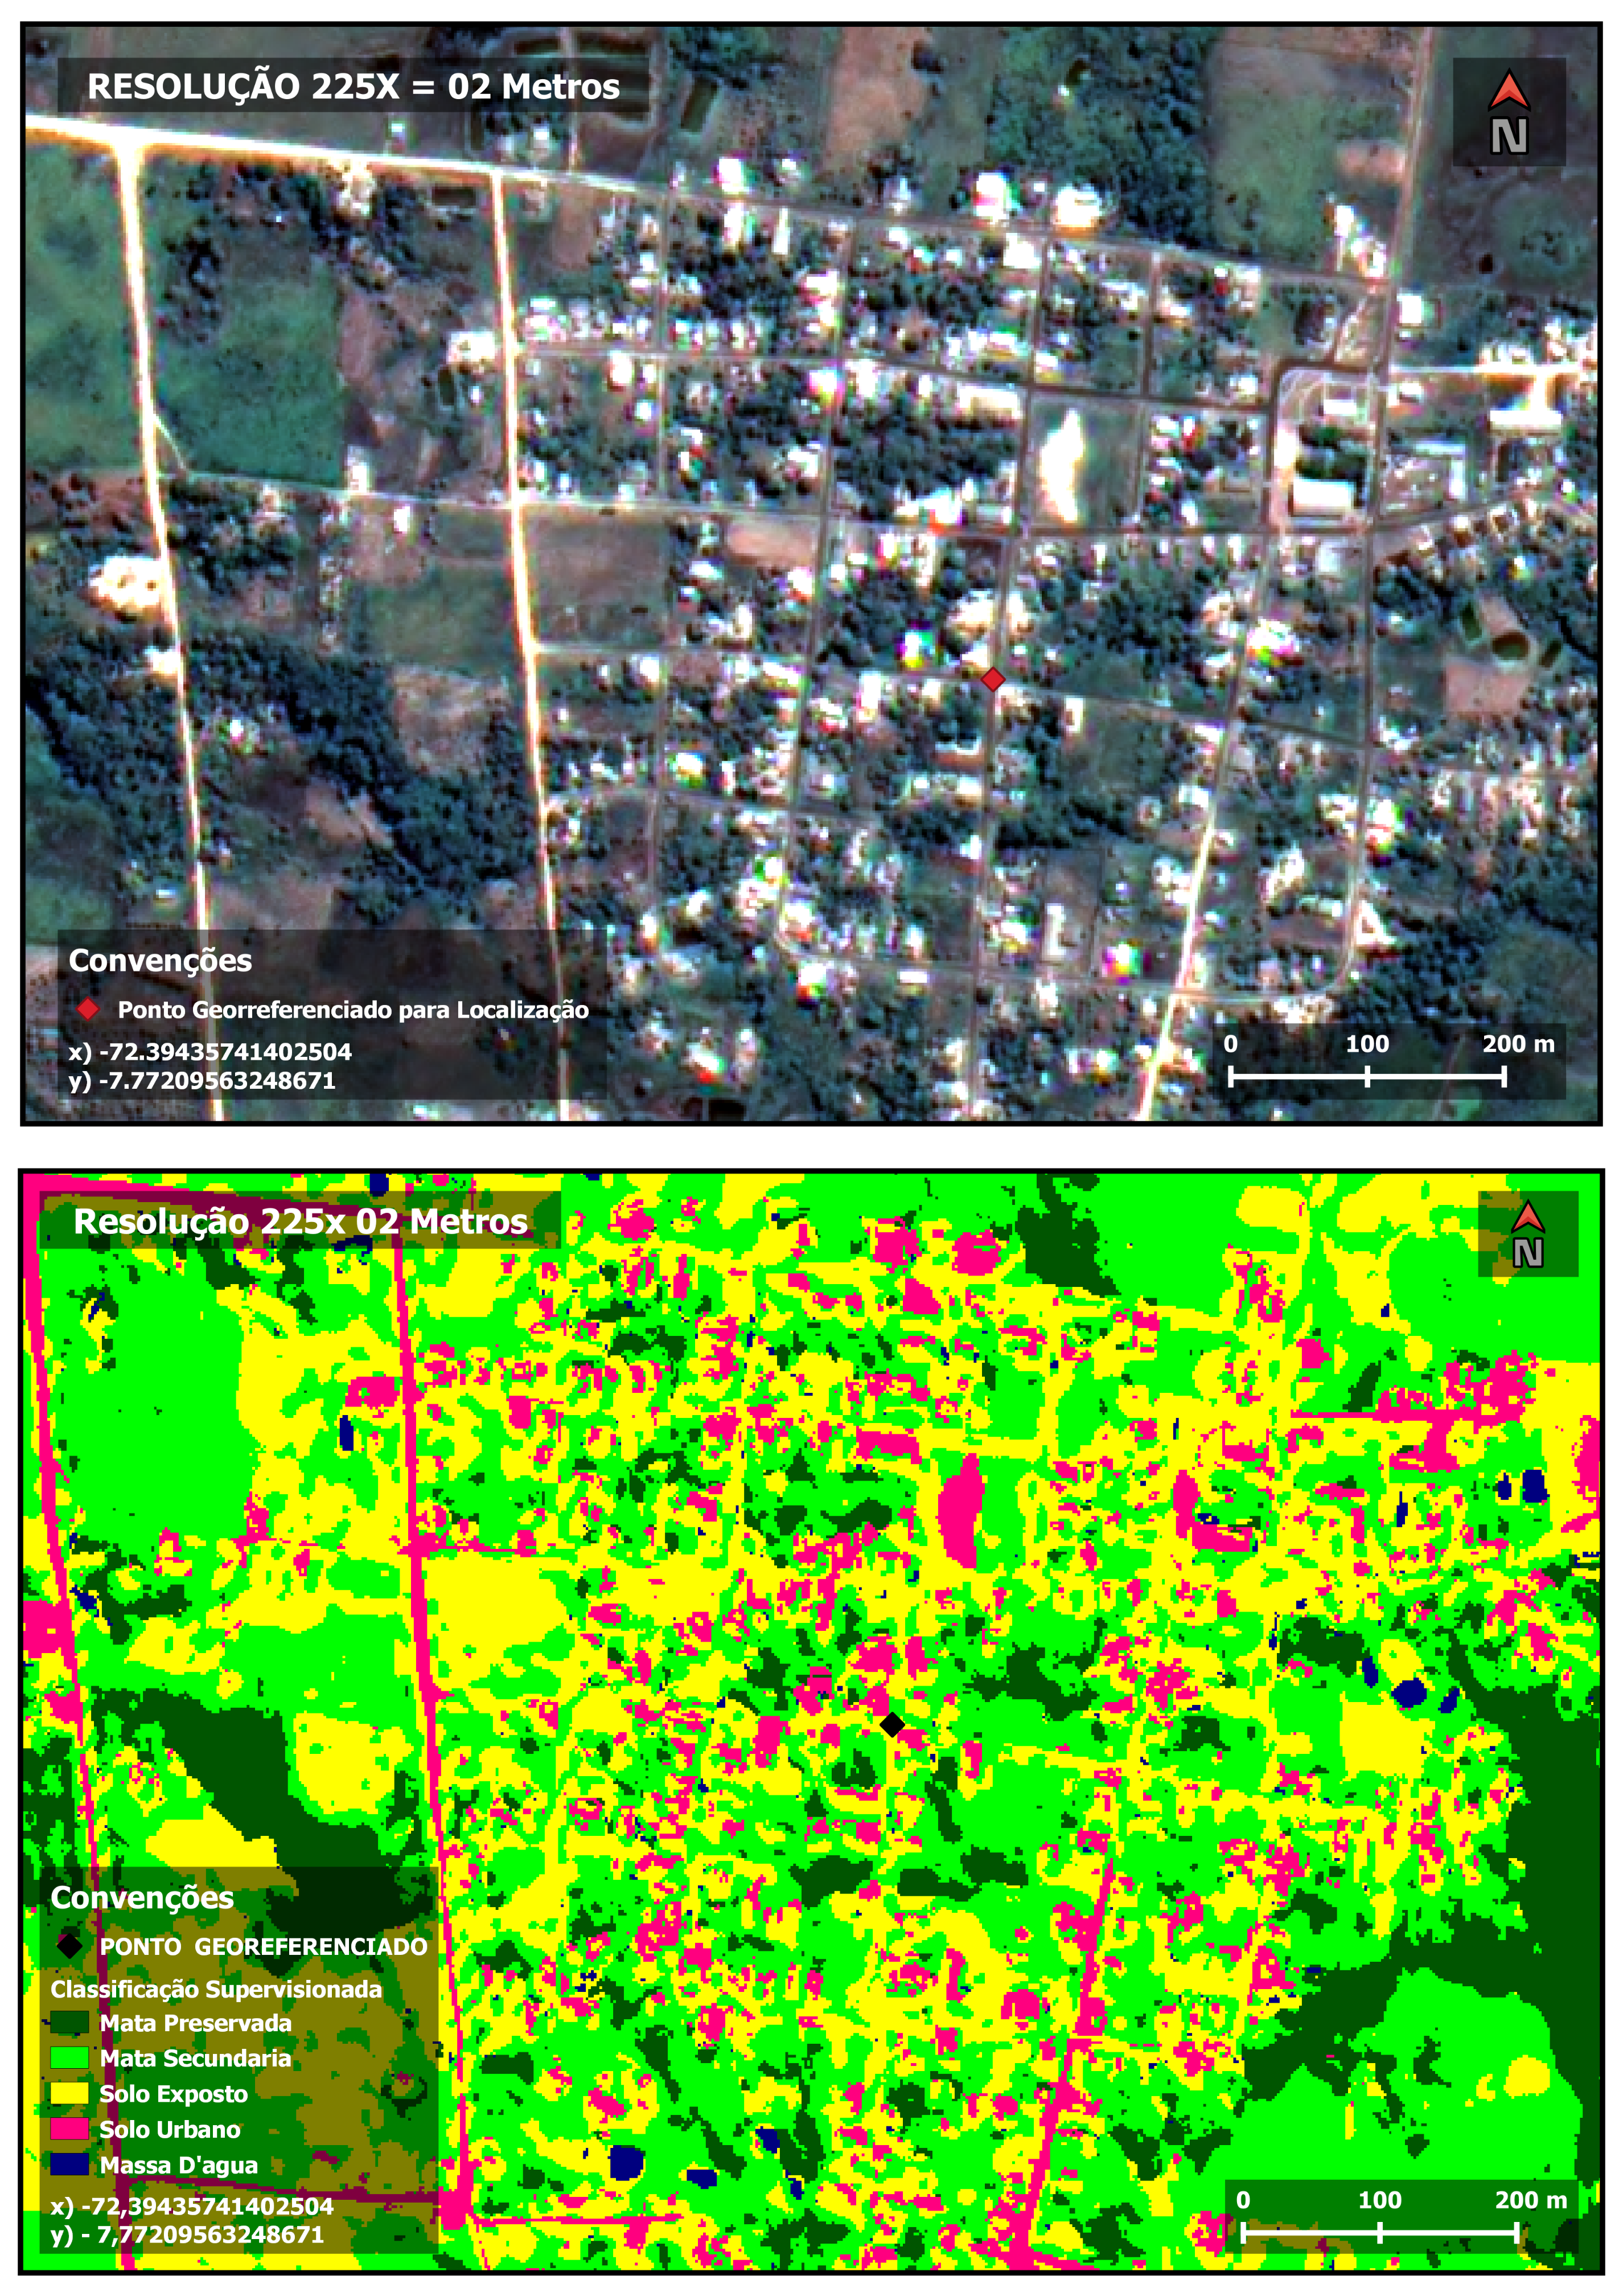 RESOLUÇÃO 225X = 02 Metros
N
Convenções
Ponto Georreferenciado para Localização
x) -72.39435741402504
y) -7.77209563248671
0 100 200 m
Resolução 225x 02 Metros
N
Convenções
PONTO GEOREFERENCIADO
Classificação Supervisionada
Mata Preservada
Mata Secundaria
Solo Exposto
Solo Urbano
Massa D'agua
x) -72,39435741402504
y) - 7,77209563248671
0 100 200 m